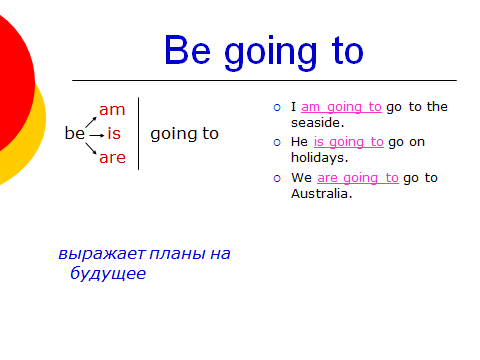 Be going to
am
be is going to
are
I am going to go to the
seaside.
He is going to go on
holidays.
We are going to go to
Australia.
выражает планы на
будущее